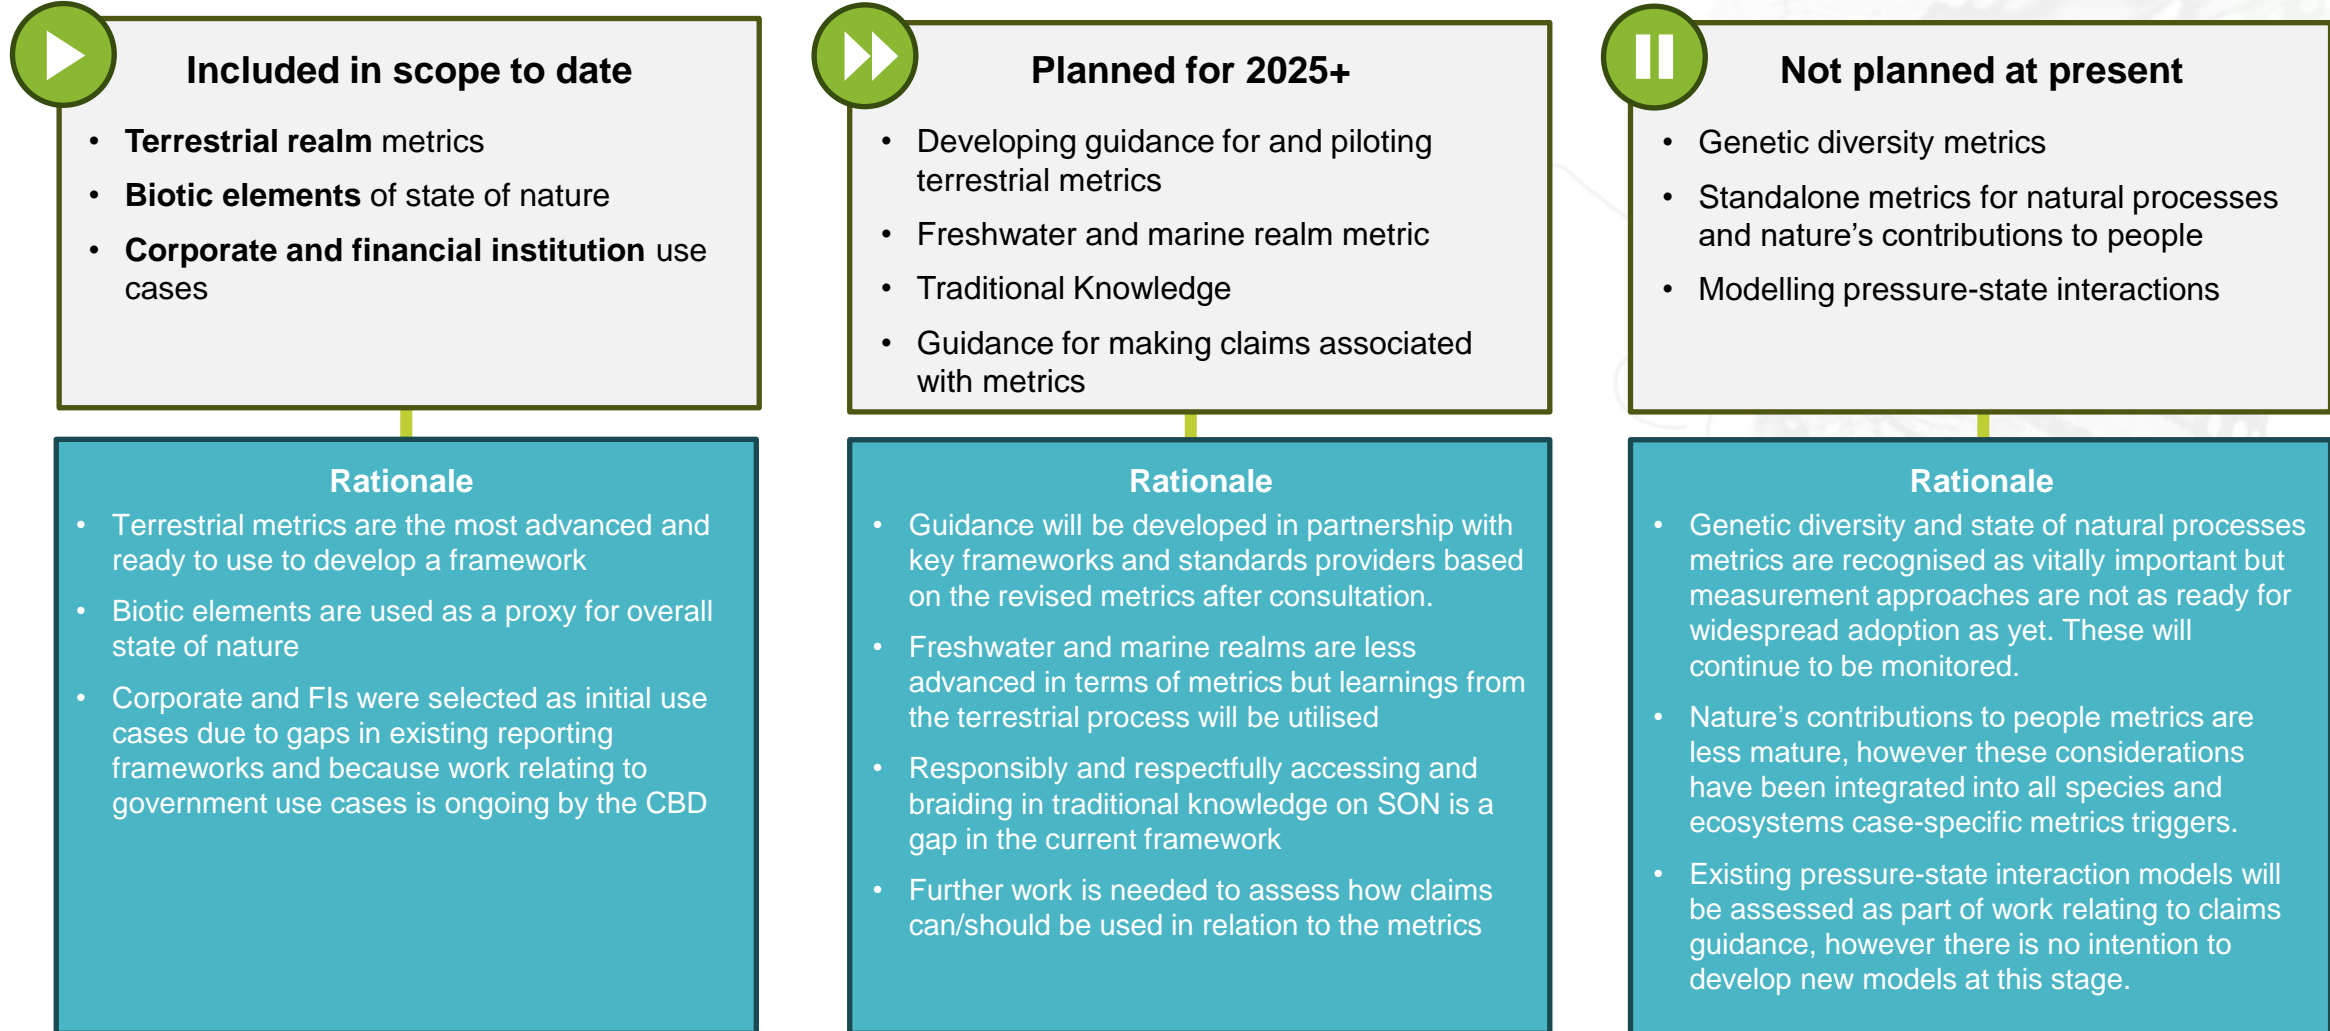 Included in scope to date
• Terrestrial realm metrics
• Biotic elements of state of nature
• Corporate and financial institution use
cases
Rationale
• Terrestrial metrics are the most advanced and
ready to use to develop a framework
• Biotic elements are used as a proxy for overall
state of nature
• Corporate and FIs were selected as initial use
cases due to gaps in existing reporting
frameworks and because work relating to
government use cases is ongoing by the CBD
Planned for 2025+
• Developing guidance for and piloting
terrestrial metrics
• Freshwater and marine realm metric
• Traditional Knowledge
• Guidance for making claims associated
with metrics
Rationale
• Guidance will be developed in partnership with
key frameworks and standards providers based
on the revised metrics after consultation.
• Freshwater and marine realms are less
advanced in terms of metrics but learnings from
the terrestrial process will be utilised
• Responsibly and respectfully accessing and
braiding in traditional knowledge on SON is a
gap in the current framework
• Further work is needed to assess how claims
can/should be used in relation to the metrics
Not planned at present
• Genetic diversity metrics
• Standalone metrics for natural processes
and nature’s contributions to people
• Modelling pressure-state interactions
Rationale
• Genetic diversity and state of natural processes
metrics are recognised as vitally important but
measurement approaches are not as ready for
widespread adoption as yet. These will
continue to be monitored.
• Nature’s contributions to people metrics are
less mature, however these considerations
have been integrated into all species and
ecosystems case-specific metrics triggers.
• Existing pressure-state interaction models will
be assessed as part of work relating to claims
guidance, however there is no intention to
develop new models at this stage.